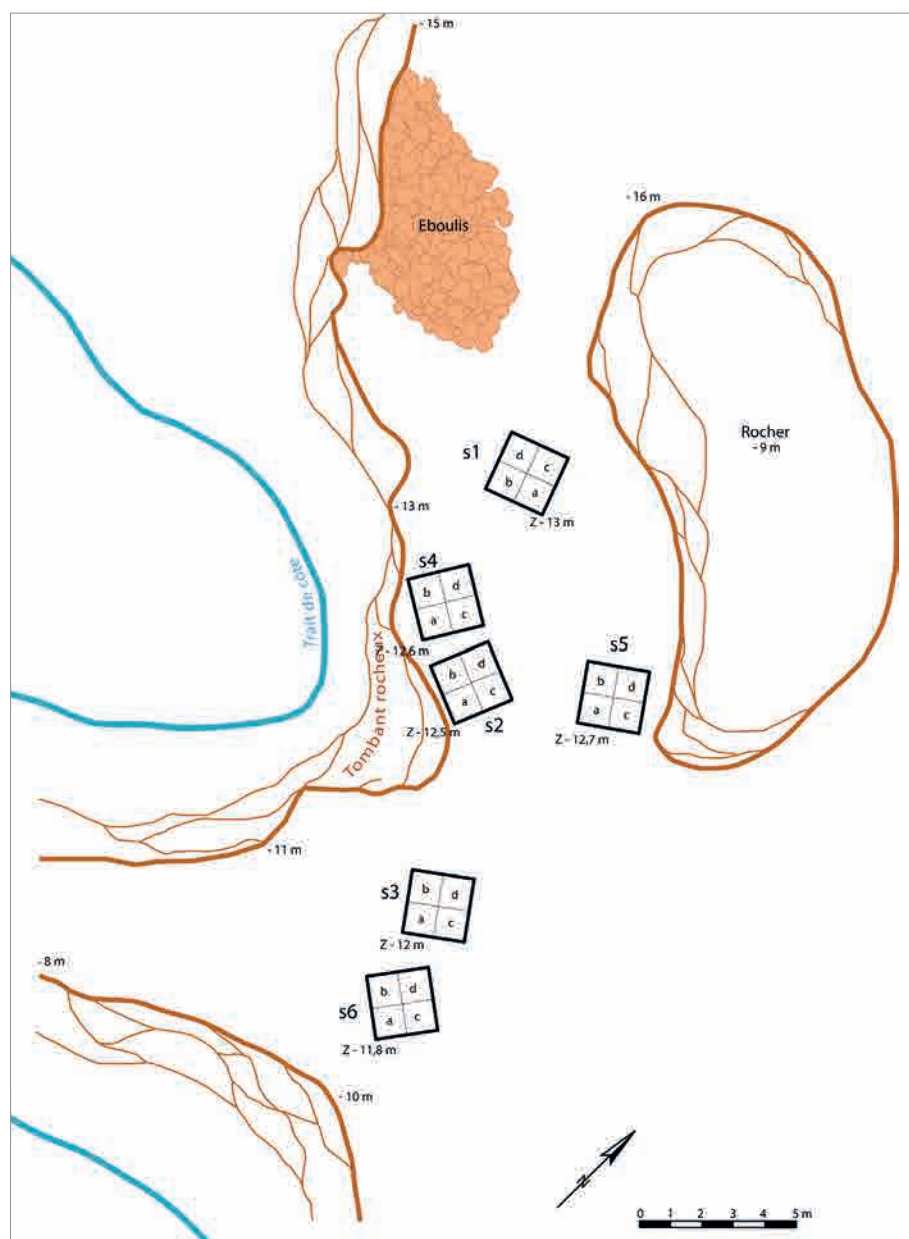 - 15 m
- 16 m
Eboulis
Rocher
- 9 m
s1
d
c
b
a
Z - 13 m
- 13 m
s4
b
d
a
c
Z - 12,6 m
Trait de côte
Tombant rocheux
s2
b
d
a
c
Z - 12,5 m
s5
b
d
a
c
Z - 12,7 m
- 11 m
s3
b
d
a
c
Z - 12 m
- 8 m
s6
b
d
a
c
Z - 11,8 m
- 10 m
N
0 1 2 3 4 5 m